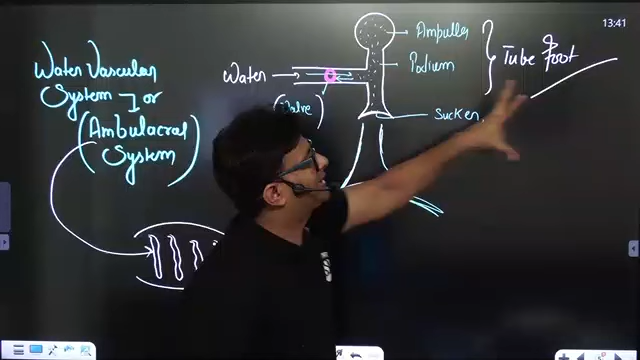 13:41
Water Vascular
System → or
(Ambulacral
System)
Water
(Valve)
Ampulla
Podium
Sucker
Tube foot